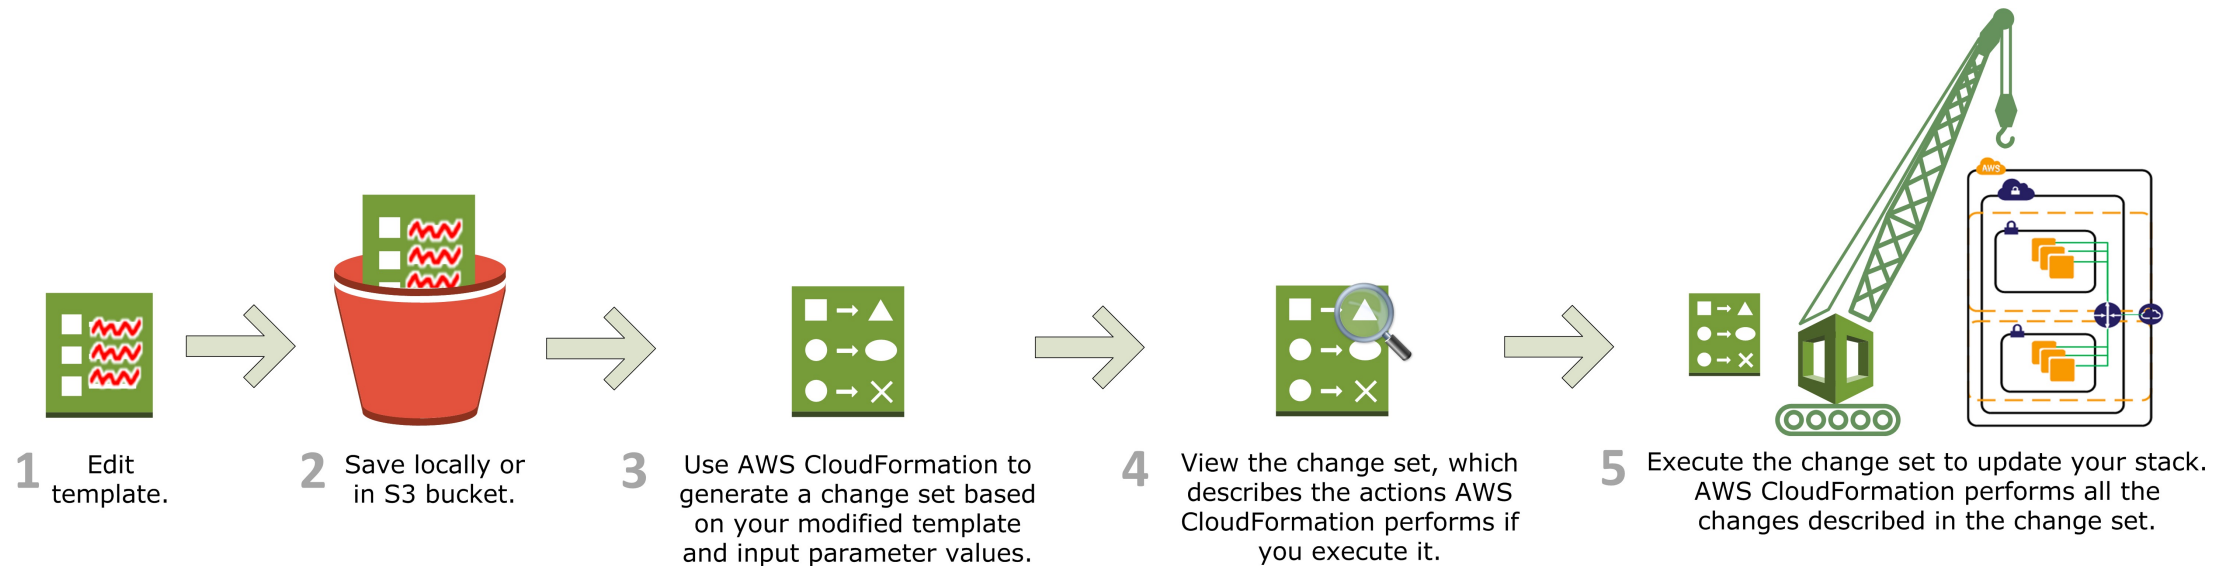 AWS
1
Edit
template.
2
Save locally or
in S3 bucket.
3
Use AWS CloudFormation to
generate a change set based
on your modified template
and input parameter values.
4
View the change set, which
describes the actions AWS
CloudFormation performs if
you execute it.
5
Execute the change set to update your stack.
AWS CloudFormation performs all the
changes described in the change set.